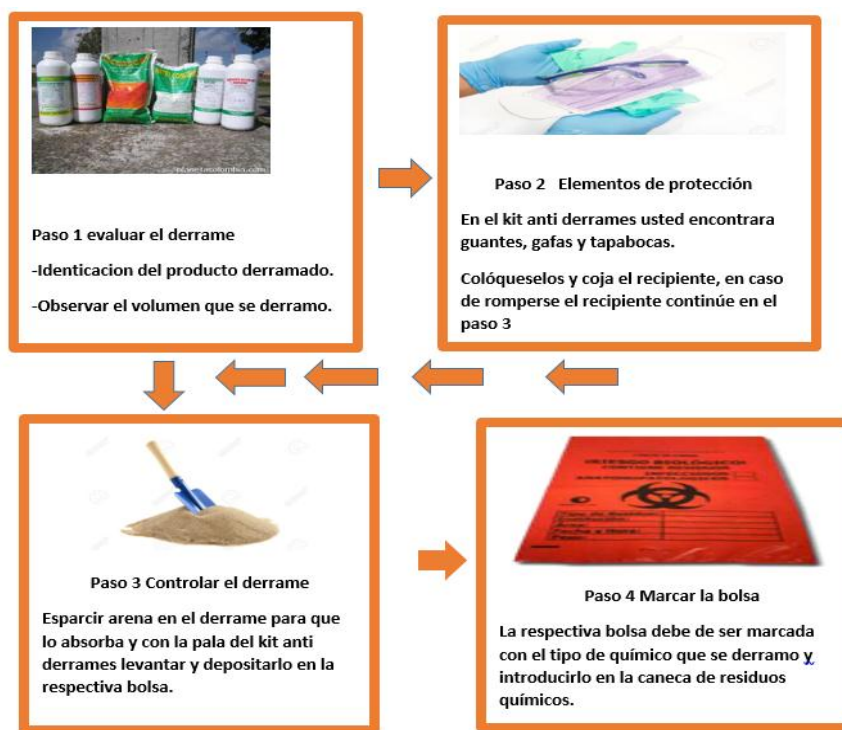 Paso 1 evaluar el derrame
-Identicacion del producto derramado.
-Observar el volumen que se derramo.
Paso 2 Elementos de protección
En el kit anti derrames usted encontrara
guantes, gafas y tapabocas.
Colóqueselos y coja el recipiente, en caso
de romperse el recipiente continúe en el
paso 3
Paso 3 Controlar el derrame
Esparcir arena en el derrame para que
lo absorba y con la pala del kit anti
derrames levantar y depositarlo en la
respectiva bolsa.
RIESGO BIOLÓGICO
Paso 4 Marcar la bolsa
La respectiva bolsa debe de ser marcada
con el tipo de químico que se derramo y
introducirlo en la caneca de residuos
químicos.